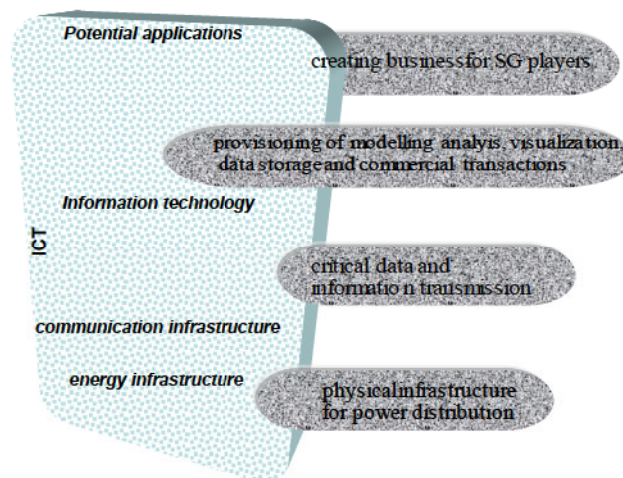 Potential applications
creating business for SG players
provisioning of modelling analyis, visualization,
data storage and commercial transactions
Information technology
ICT
critical data and
information transmission
communication infrastructure
energy infrastructure
physical infrastructure
for power distribution